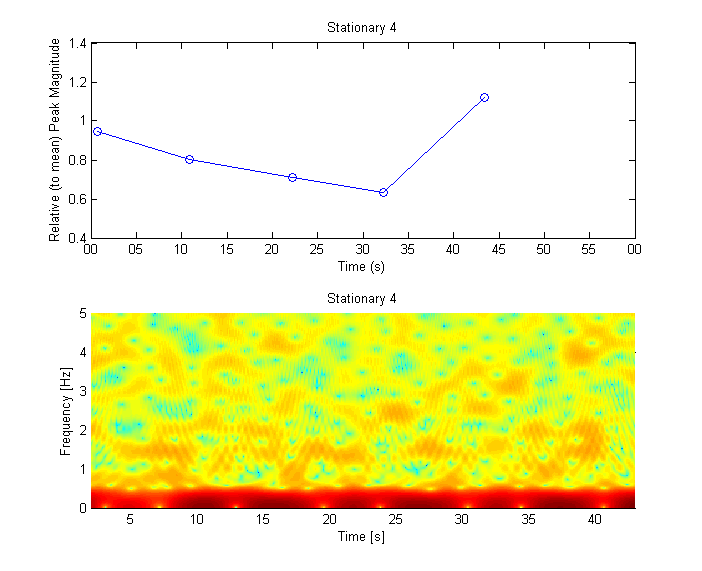 Stationary 4
Relative (to mean) Peak Magnitude
1.4
1.2
1
0.8
0.6
0.4
00 05 10 15 20 25 30 35 40 45 50 55 00
Time (s)
Stationary 4
Frequency [Hz]
5
4
3
2
1
0
5 10 15 20 25 30 35 40
Time [s]